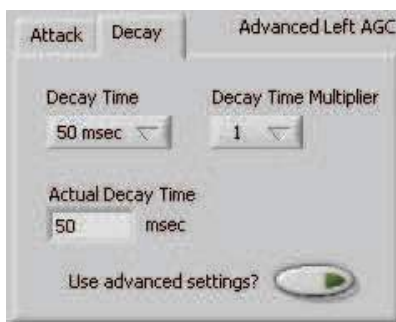 Attack Decay Advanced Left AGC
Decay Time Decay Time Multiplier
50 msec 1
Actual Decay Time
50 msec
Use advanced settings?